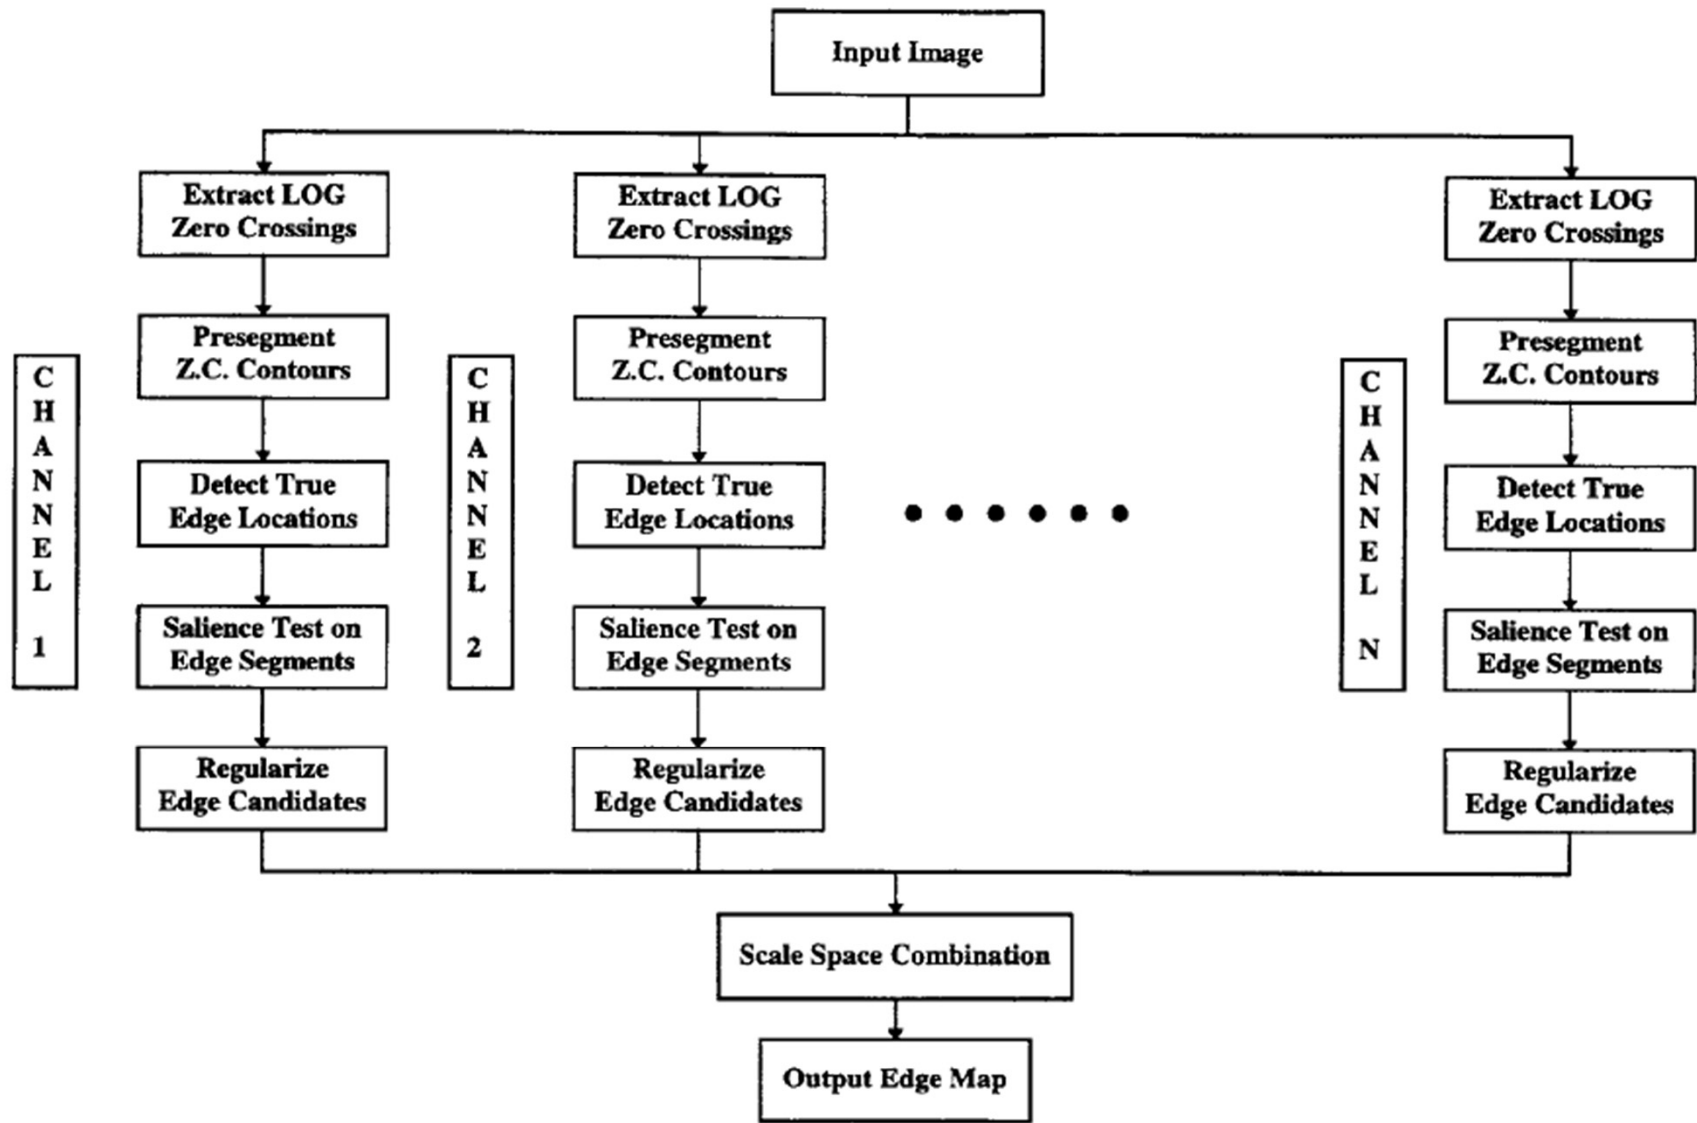 Input Image
Extract LOG
Zero Crossings
Extract LOG
Zero Crossings
Extract LOG
Zero Crossings
Presegment
Z.C. Contours
Presegment
Z.C. Contours
Presegment
Z.C. Contours
CHANNEL 1
CHANNEL 2
CHANNEL N
Detect True
Edge Locations
Detect True
Edge Locations
Detect True
Edge Locations
Salience Test on
Edge Segments
Salience Test on
Edge Segments
Salience Test on
Edge Segments
Regularize
Edge Candidates
Regularize
Edge Candidates
Regularize
Edge Candidates
Scale Space Combination
Output Edge Map